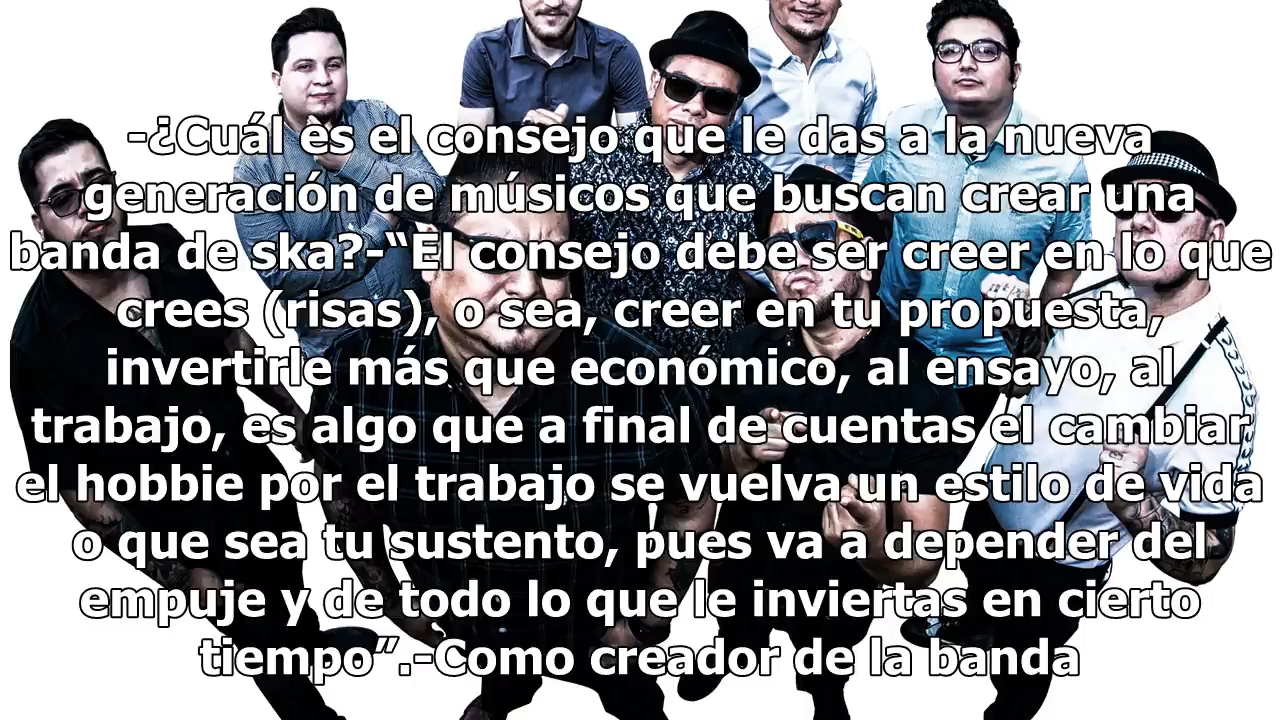 -¿Cuál es el consejo que le das a la nueva
generación de músicos que buscan crear una
banda de ska?-“El consejo debe ser creer en lo que
crees (risas), o sea, creer en tu propuesta,
invertirle más que económico, al ensayo, al
trabajo, es algo que a final de cuentas el cambiar
el hobbie por el trabajo se vuelva un estilo de vida
o que sea tu sustento, pues va a depender del
empuje y de todo lo que le inviertas en cierto
tiempo”.-Como creador de la banda